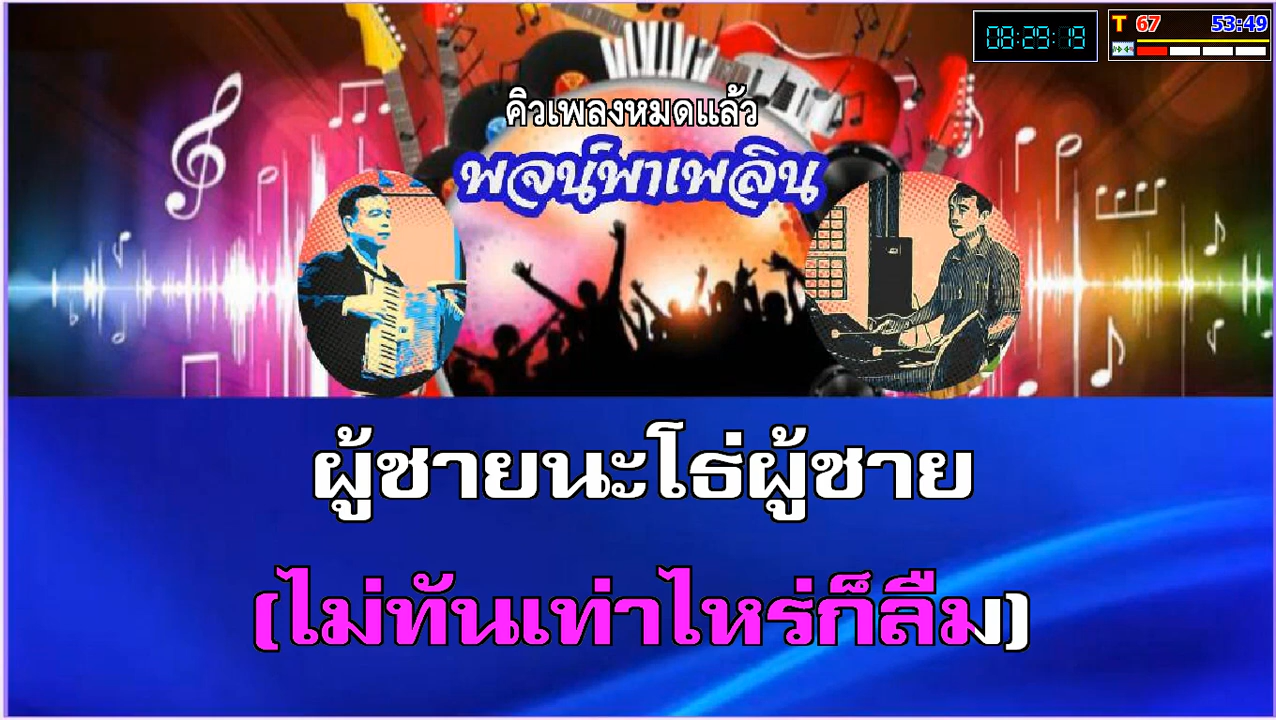 08:29:19
T 67 53:49
คิวเพลงหมดแล้ว
พจน์พาเพลิน
ผู้ชายนะโธ่ผู้ชาย
(ไม่ทันเท่าไหร่ก็ลืม)